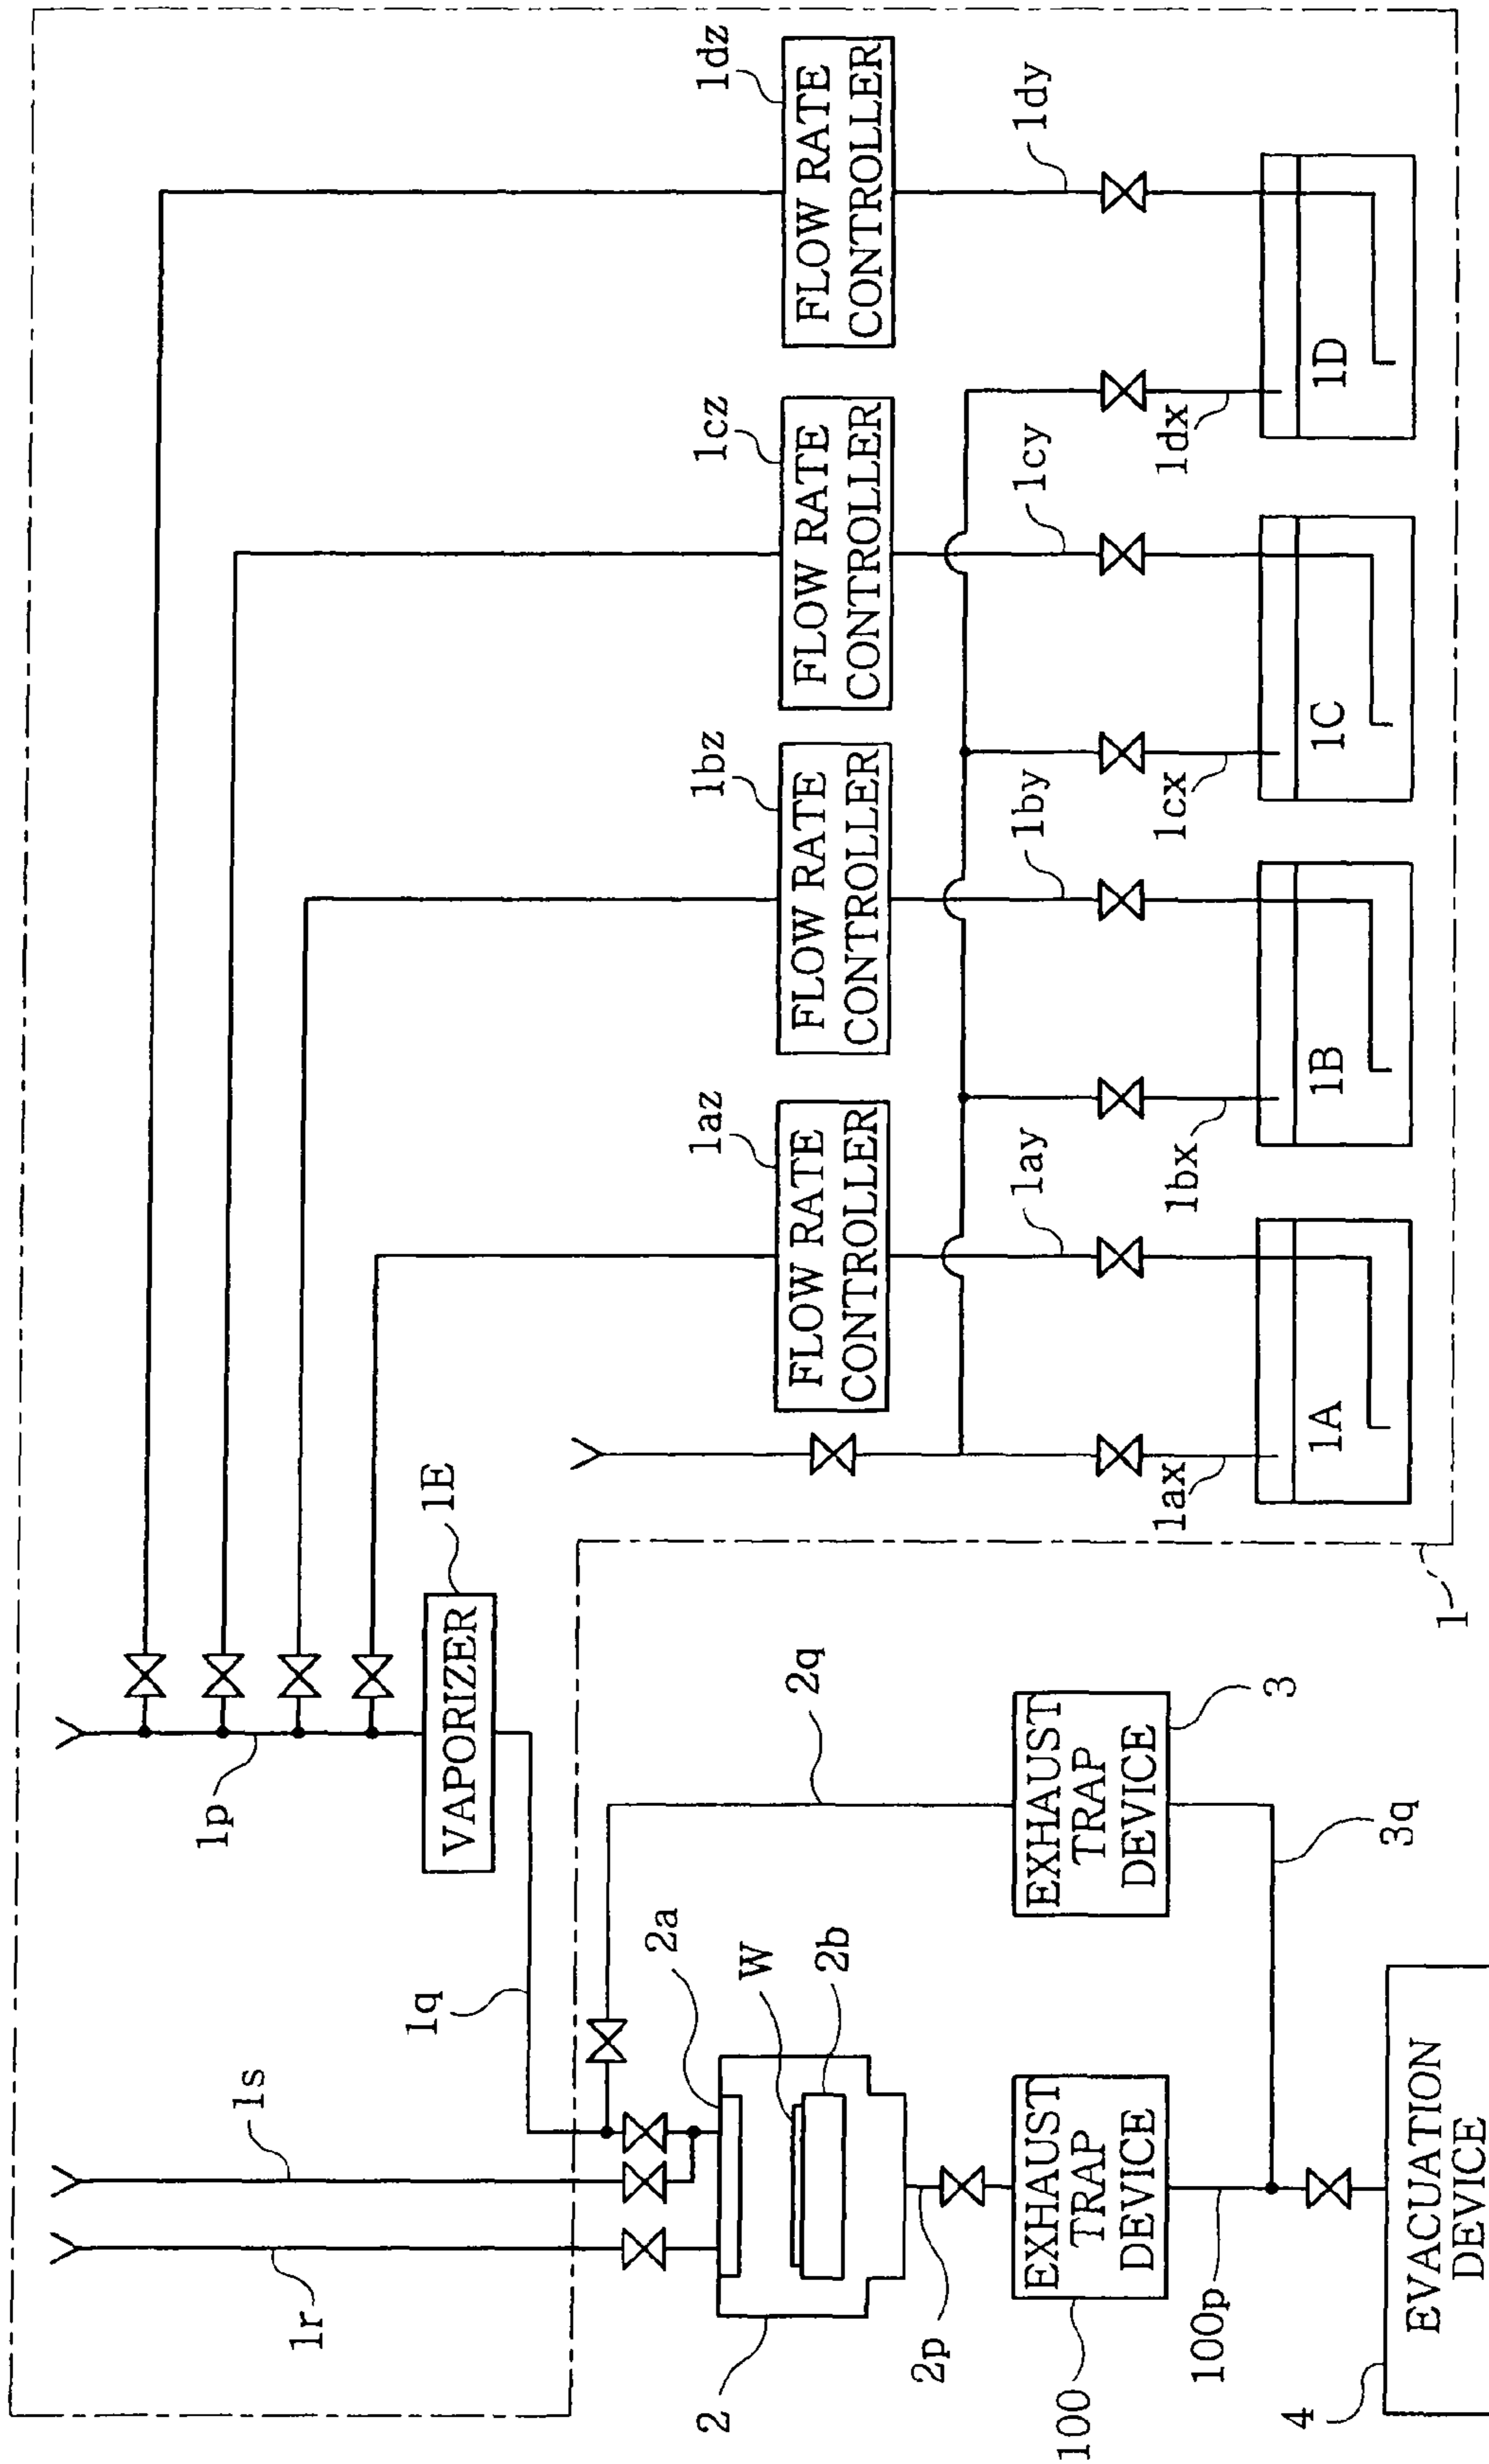 1s
1r
1q
1p
VAPORIZER
1E
1az
FLOW RATE
CONTROLLER
1bz
FLOW RATE
CONTROLLER
1cz
FLOW RATE
CONTROLLER
1dz
FLOW RATE
CONTROLLER
1ay
1by
1cy
1dy
1ax
1bx
1cx
1dx
1A
1B
1C
1D
1
2a
W
2b
2
2p
2q
EXHAUST
TRAP
DEVICE
100
EXHAUST
TRAP
DEVICE
3
100p
3q
4
EVACUATION
DEVICE